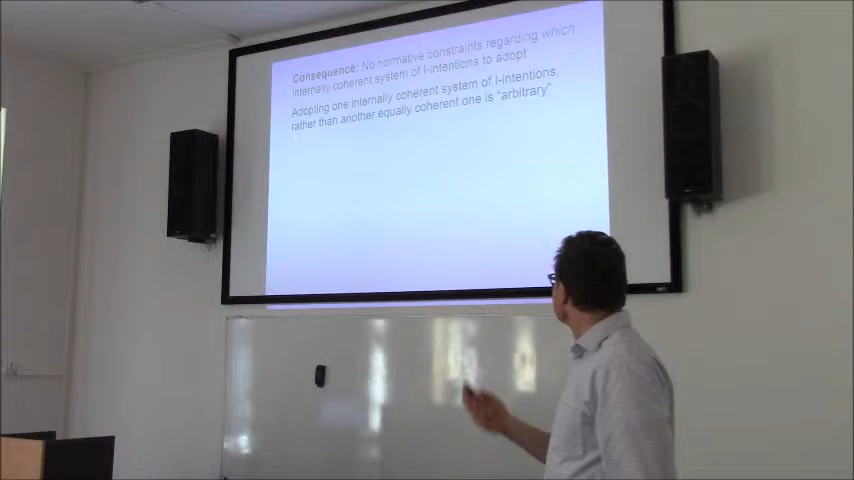 Consequence: No normative constraints regarding which
internally coherent system of I-intentions to adopt
Adopting one internally coherent system of I-intentions,
rather than another equally coherent one is “arbitrary”